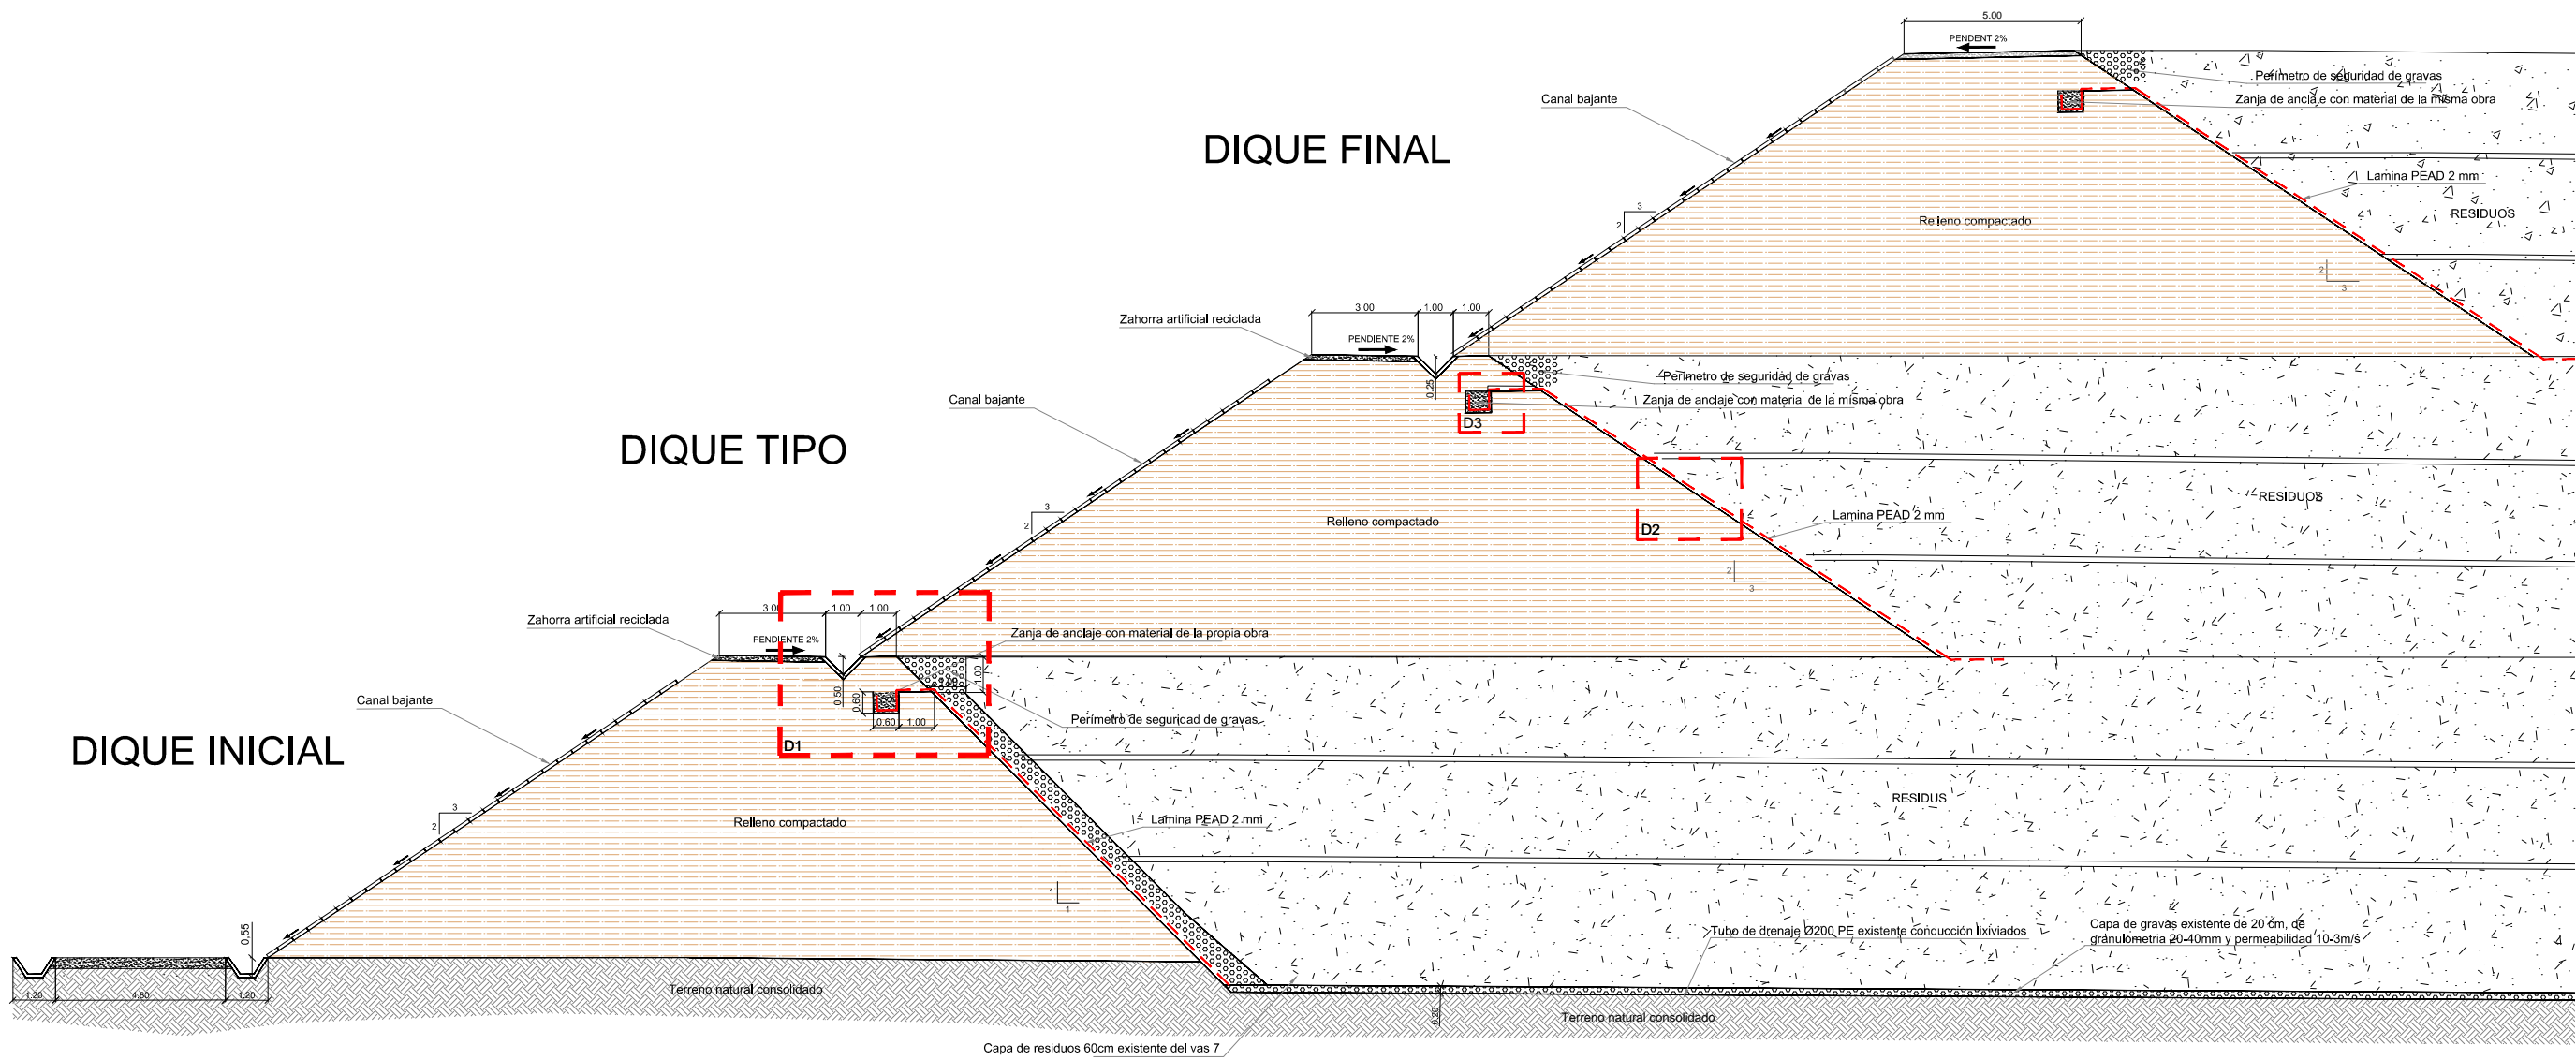 5.00
PENDENT 2%
Perímetro de seguridad de gravas
Canal bajante
Zanja de anclaje con material de la misma obra
DIQUE FINAL
Lamina PEAD 2 mm
3
2
RESIDUOS
Relleno compactado
2
3
3.00
1.00
1.00
Zahorra artificial reciclada
PENDIENTE 2%
0.25
Perímetro de seguridad de gravas
Canal bajante
Zanja de anclaje con material de la misma obra
D3
DIQUE TIPO
3
2
RESIDUOS
Relleno compactado
Lamina PEAD 2 mm
D2
2
3
3.00
1.00
1.00
Zahorra artificial reciclada
PENDIENTE 2%
Zanja de anclaje con material de la propia obra
1.00
0.50
0.60
0.60
1.00
Canal bajante
Perímetro de seguridad de gravas
D1
DIQUE INICIAL
3
2
RESIDUS
Relleno compactado
Lamina PEAD 2 mm
1
1
0,55
Tubo de drenaje Ø200 PE existente conducción lixiviados
Capa de gravas existente de 20 cm, de
gránulometria 20-40mm y permeabilidad 10-3m/s
1.20
4.80
1.20
Terreno natural consolidado
0.20
Terreno natural consolidado
Capa de residuos 60cm existente del vas 7